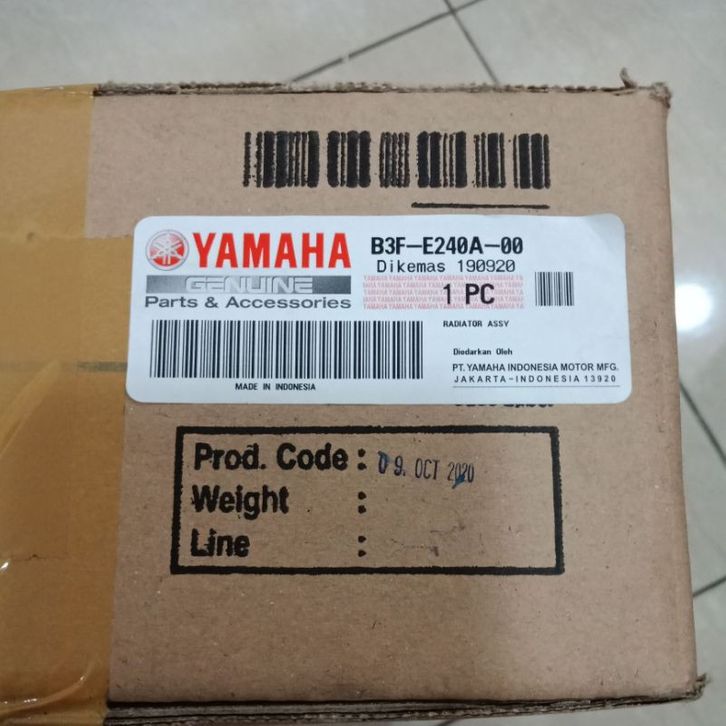 YAMAHA
GENUINE
Parts & Accessories
B3F-E240A-00
Dikemas 190920
1 PC
RADIATOR ASSY
Diedarkan Oleh
PT. YAMAHA INDONESIA MOTOR MFG.
JAKARTA-INDONESIA 13920
MADE IN INDONESIA
Prod. Code : 09. OCT 2020
Weight :
Line :